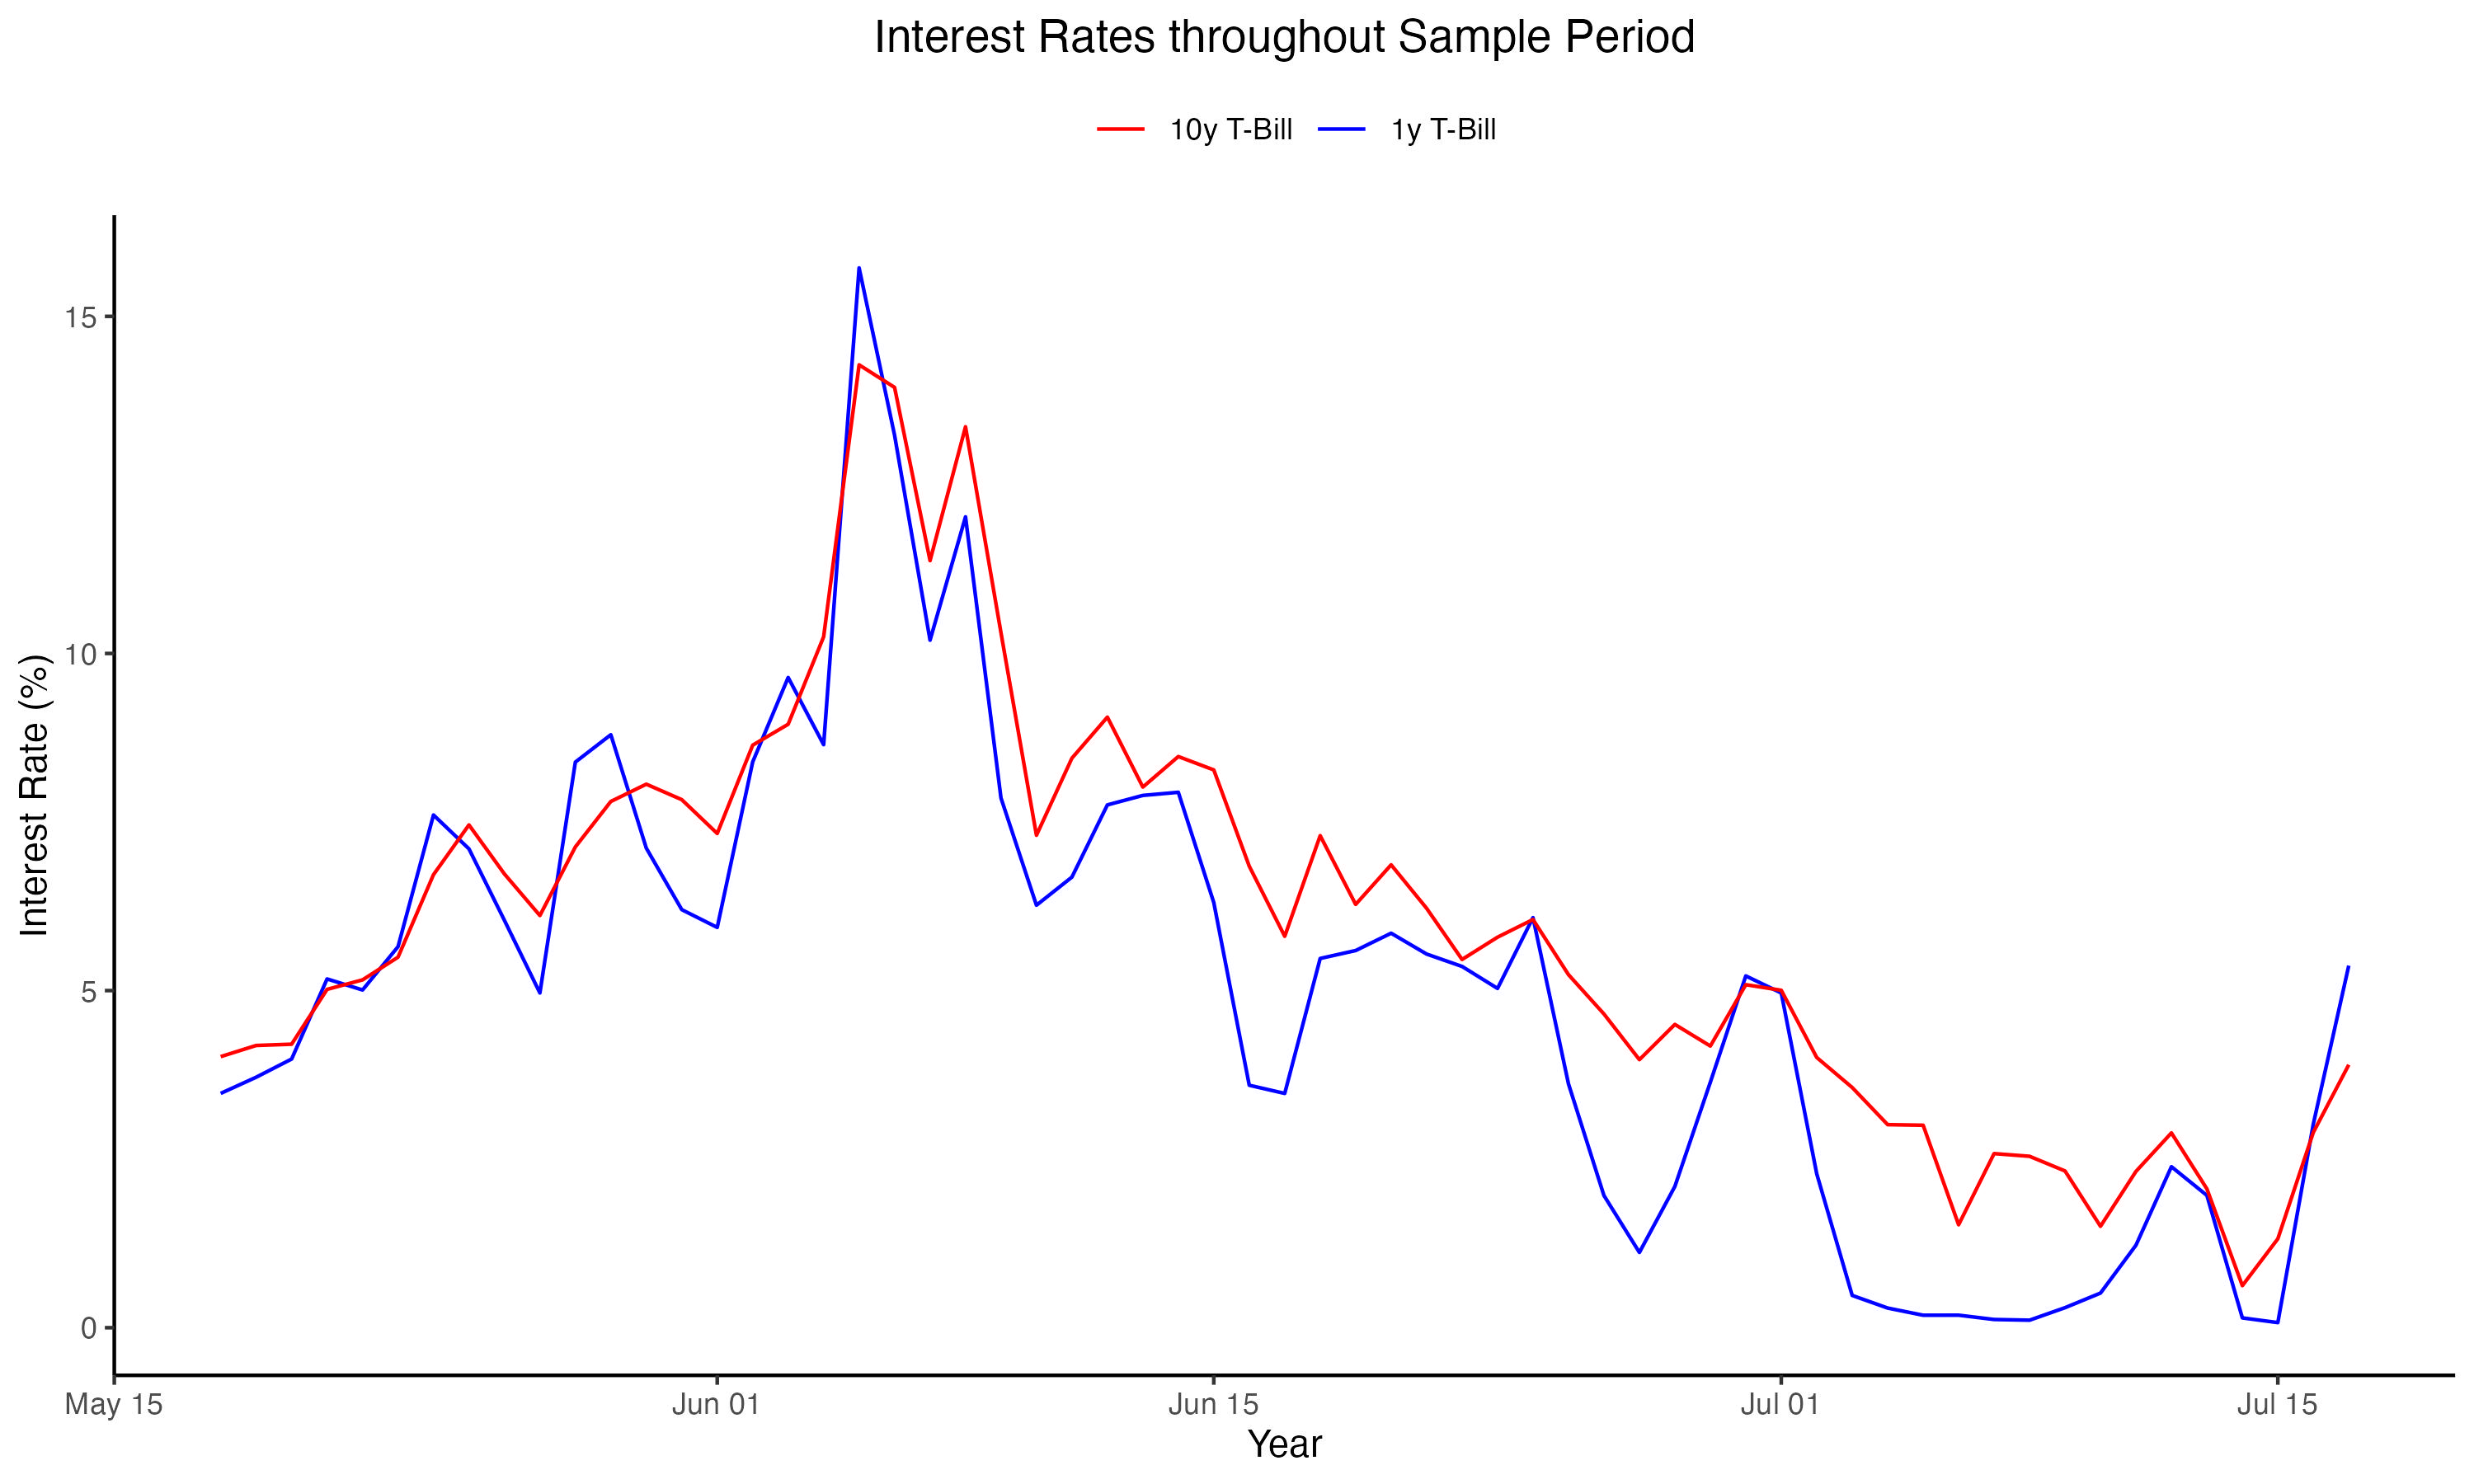 Interest Rates throughout Sample Period
10y T-Bill 1y T-Bill
Interest Rate (%)
15
10
5
0
May 15 Jun 01 Jun 15 Jul 01 Jul 15
Year